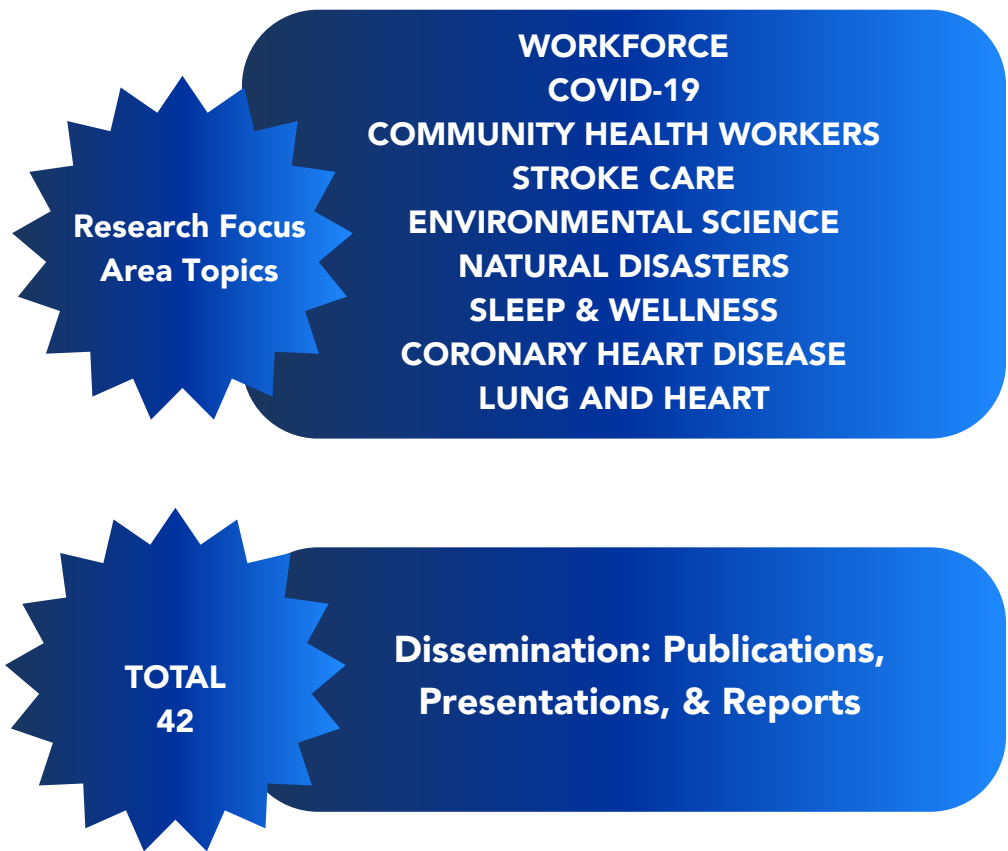 Research Focus
Area Topics
WORKFORCE
COVID-19
COMMUNITY HEALTH WORKERS
STROKE CARE
ENVIRONMENTAL SCIENCE
NATURAL DISASTERS
SLEEP & WELLNESS
CORONARY HEART DISEASE
LUNG AND HEART
TOTAL
42
Dissemination: Publications,
Presentations, & Reports